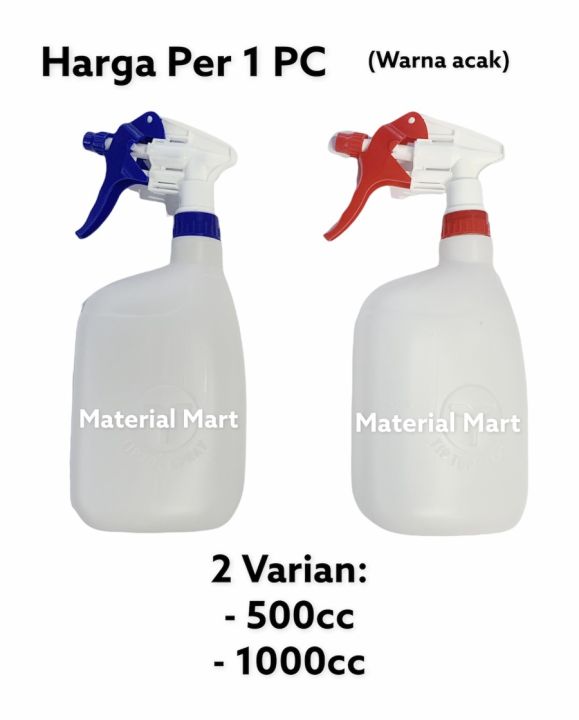 Harga Per 1 PC
(Warna acak)
Material Mart
Material Mart
2 Varian:
- 500cc
- 1000cc